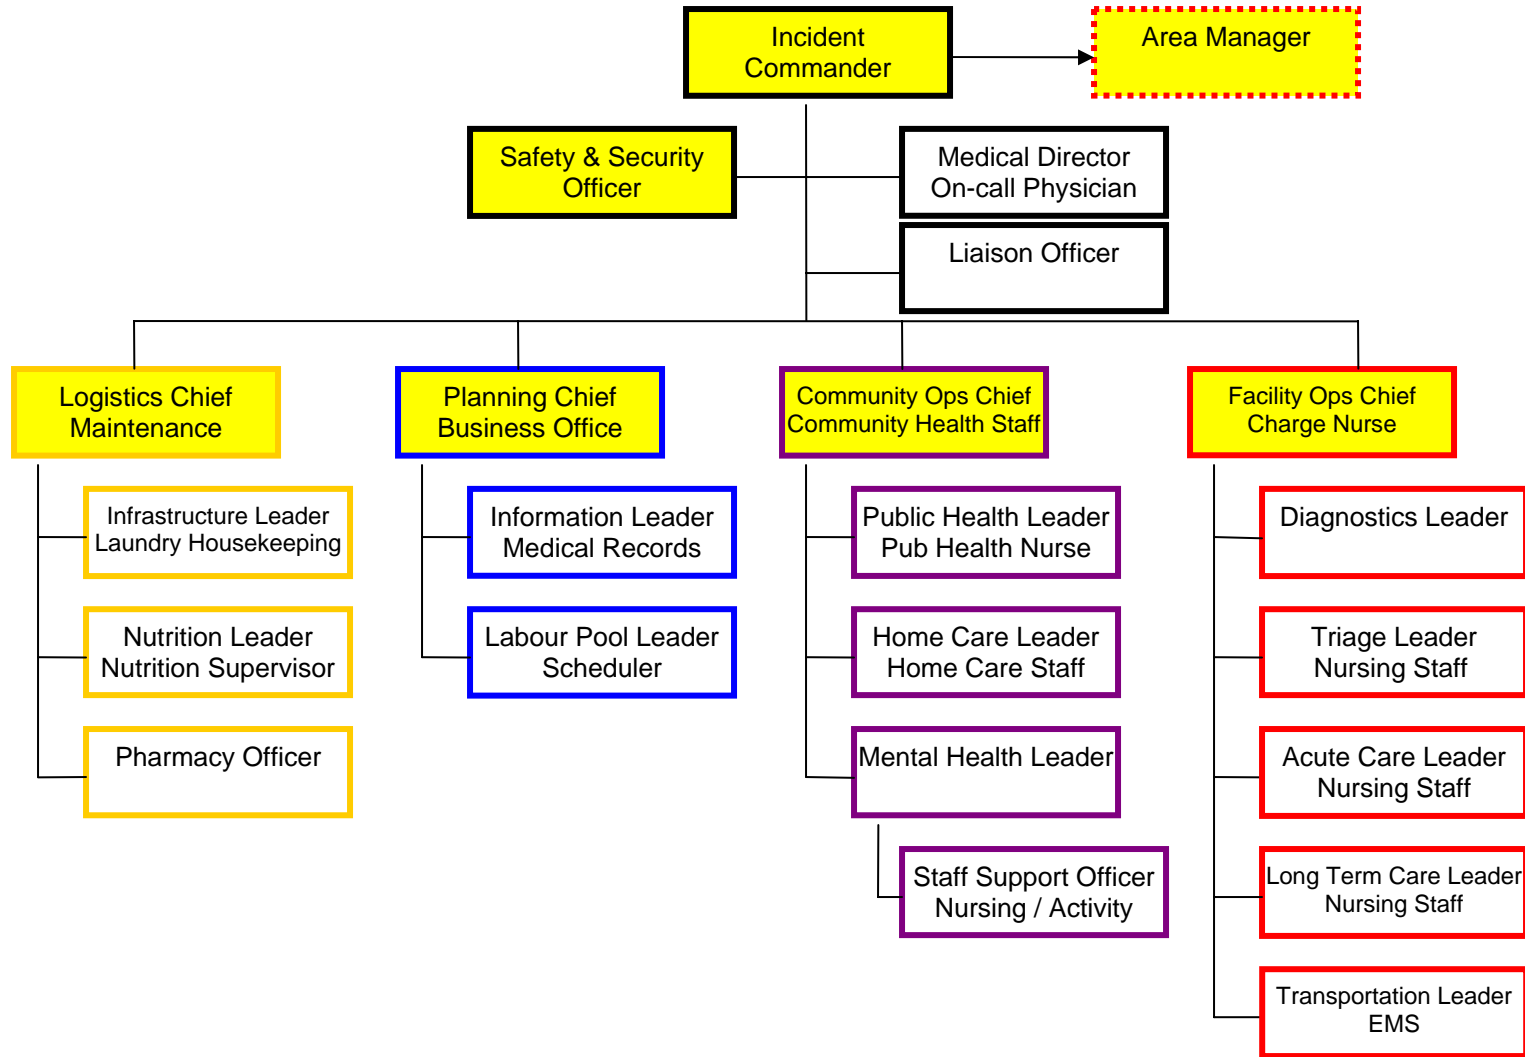 Incident
Commander
Area Manager
Safety & Security
Officer
Medical Director
On-call Physician
Liaison Officer
Logistics Chief
Maintenance
Planning Chief
Business Office
Community Ops Chief
Community Health Staff
Facility Ops Chief
Charge Nurse
Infrastructure Leader
Laundry Housekeeping
Information Leader
Medical Records
Public Health Leader
Pub Health Nurse
Diagnostics Leader
Nutrition Leader
Nutrition Supervisor
Labour Pool Leader
Scheduler
Home Care Leader
Home Care Staff
Triage Leader
Nursing Staff
Pharmacy Officer
Mental Health Leader
Acute Care Leader
Nursing Staff
Staff Support Officer
Nursing / Activity
Long Term Care Leader
Nursing Staff
Transportation Leader
EMS